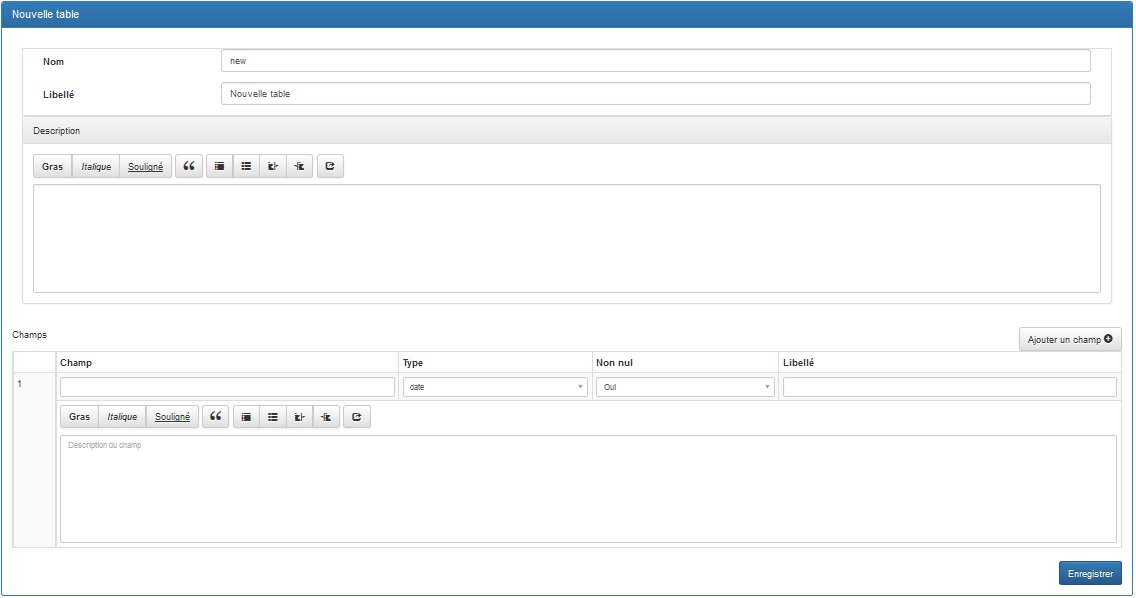 Nouvelle table
Nom new
Libellé Nouvelle table
Description
Gras Italique Souligné
Champs
Ajouter un champ
Champ Type Non nul Libellé
1 date Oui
Gras Italique Souligné
Description du champ
Enregistrer